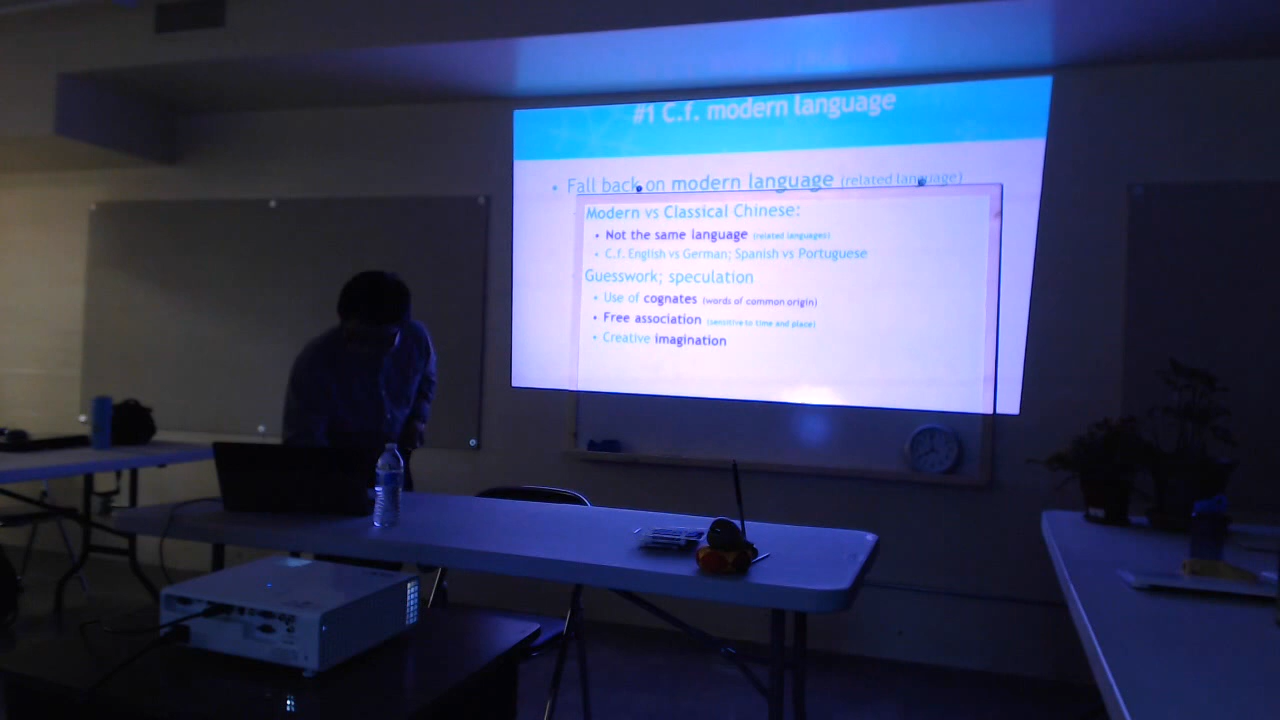 #1 C.f. modern language
• Fall back on modern language (related language)
Modern vs Classical Chinese:
• Not the same language (related languages)
• C.f. English vs German; Spanish vs Portuguese
Guesswork; speculation
• Use of cognates (words of common origin)
• Free association (sensitive to time and place)
• Creative imagination